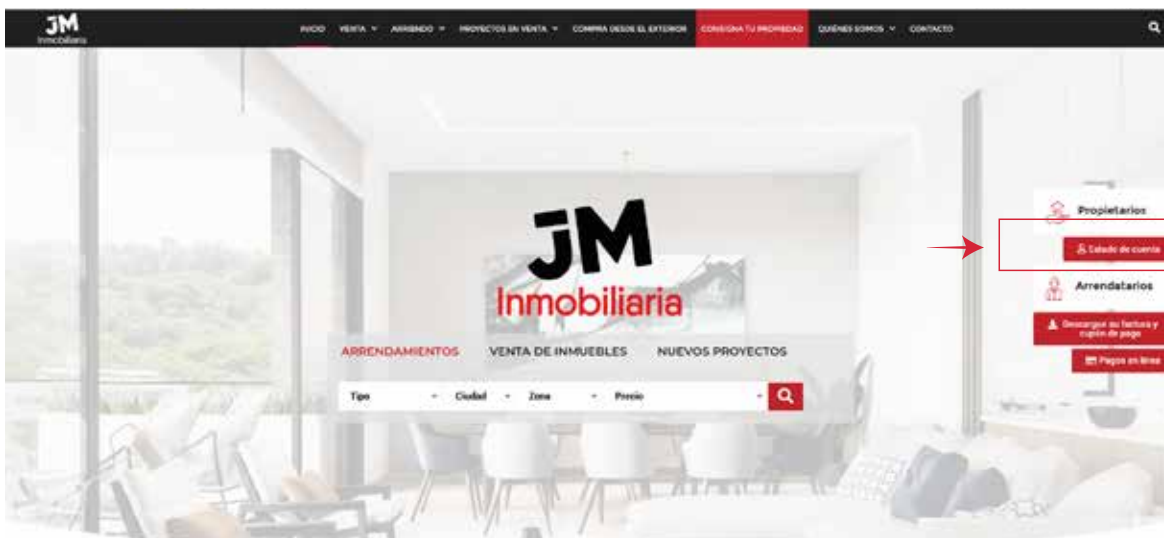 JM
Inmobiliaria
INICIO VENTA ARRIENDO PROYECTOS EN VENTA COMPRA DESDE EL EXTERIOR CONSIGNA TU PROPIEDAD QUIÉNES SOMOS CONTACTO
JM
Inmobiliaria
ARRENDAMIENTOS VENTA DE INMUEBLES NUEVOS PROYECTOS
Tipo Ciudad Zona Precio
Propietarios
Estado de cuenta
Arrendatarios
Descargue su factura y
cupón de pago
Pagos en línea